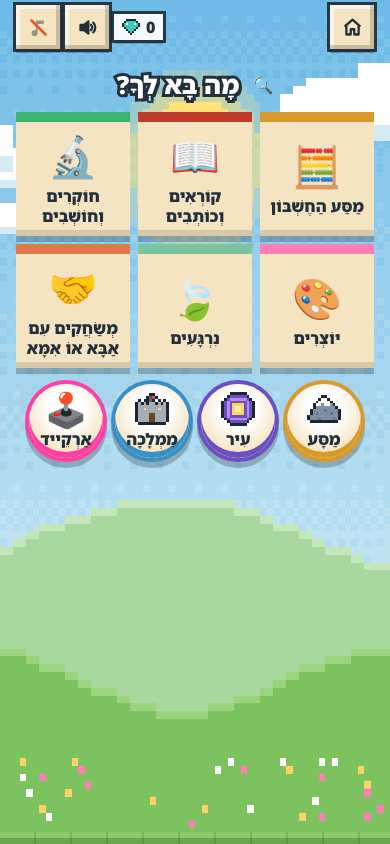 0
מָה בָּא לְךָ?
מַסַּע הַחֶשְׁבּוֹן
קוֹרְאִים
וְכוֹתְבִים
חוֹקְרִים
וְחוֹשְׁבִים
יוֹצְרִים
נִרְגָּעִים
מְשַׂחֲקִים עִם
אַבָּא אוֹ אִמָּא
מַסָּע
עִיר
מַמְלָכָה
אַרְקֵייד